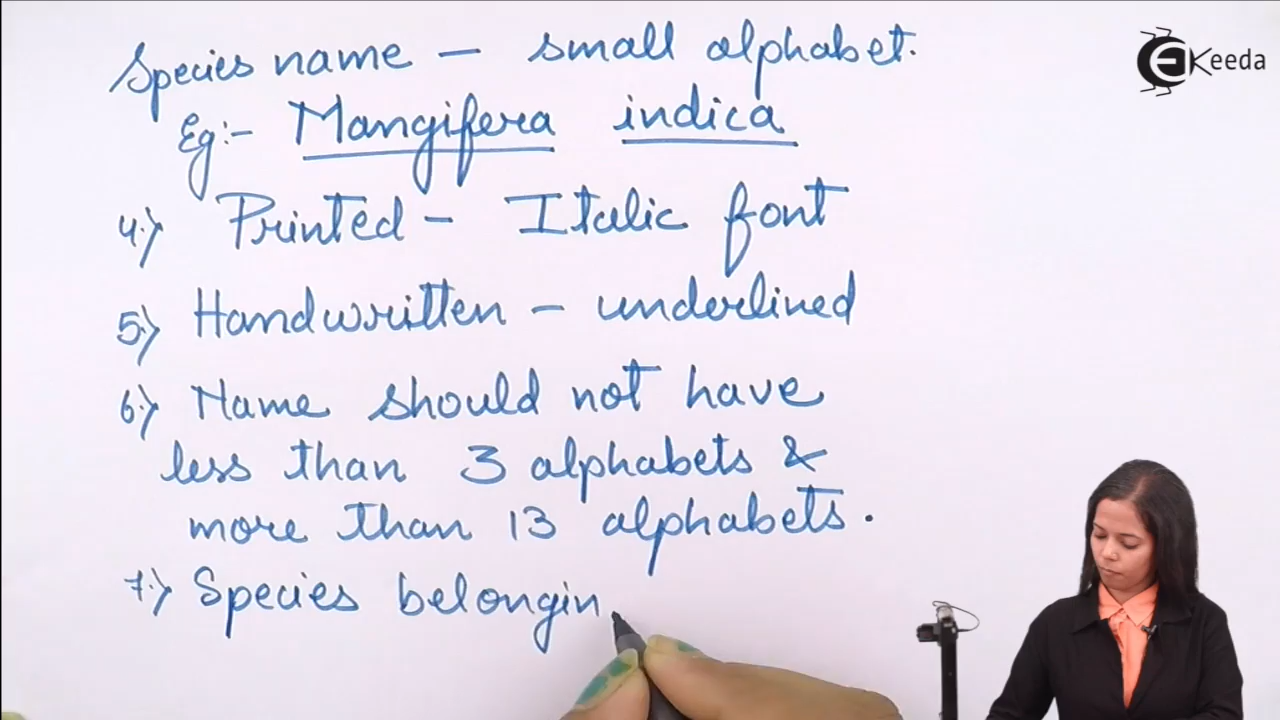 Species name – small alphabet.
Eg:- Mangifera indica
4.) Printed – Italic font
5.) Handwritten – underlined
6.) Name should not have
less than 3 alphabets &
more than 13 alphabets.
7.) Species belongin
eKeeda